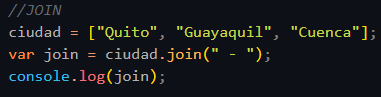 //JOIN
ciudad = ["Quito", "Guayaquil", "Cuenca"];
var join = ciudad.join(" - ");
console.log(join);